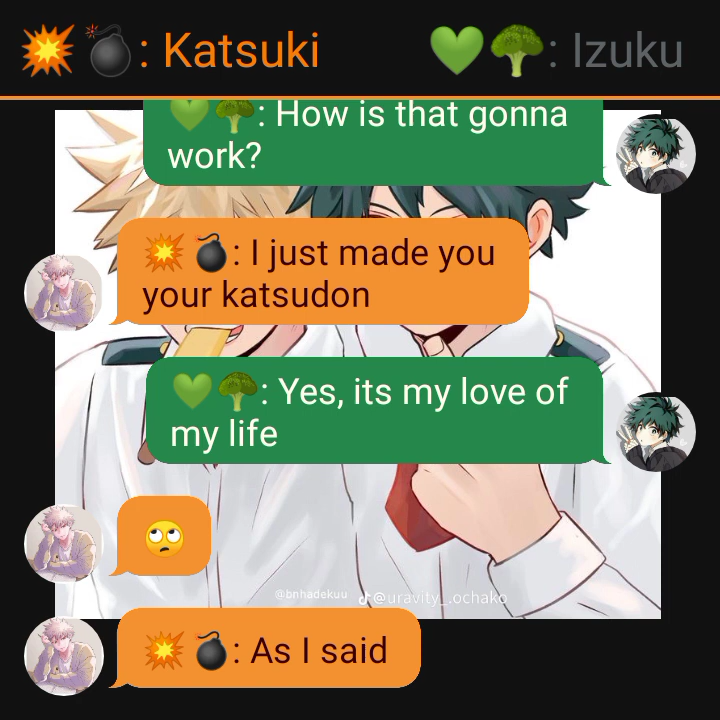 💥💣: Katsuki
💚🥦: Izuku
💚🥦: How is that gonna
work?
💥💣: I just made you
your katsudon
💚🥦: Yes, its my love of
my life
🙄
@bnhadekuu @uravity_.ochako
💥💣: As I said